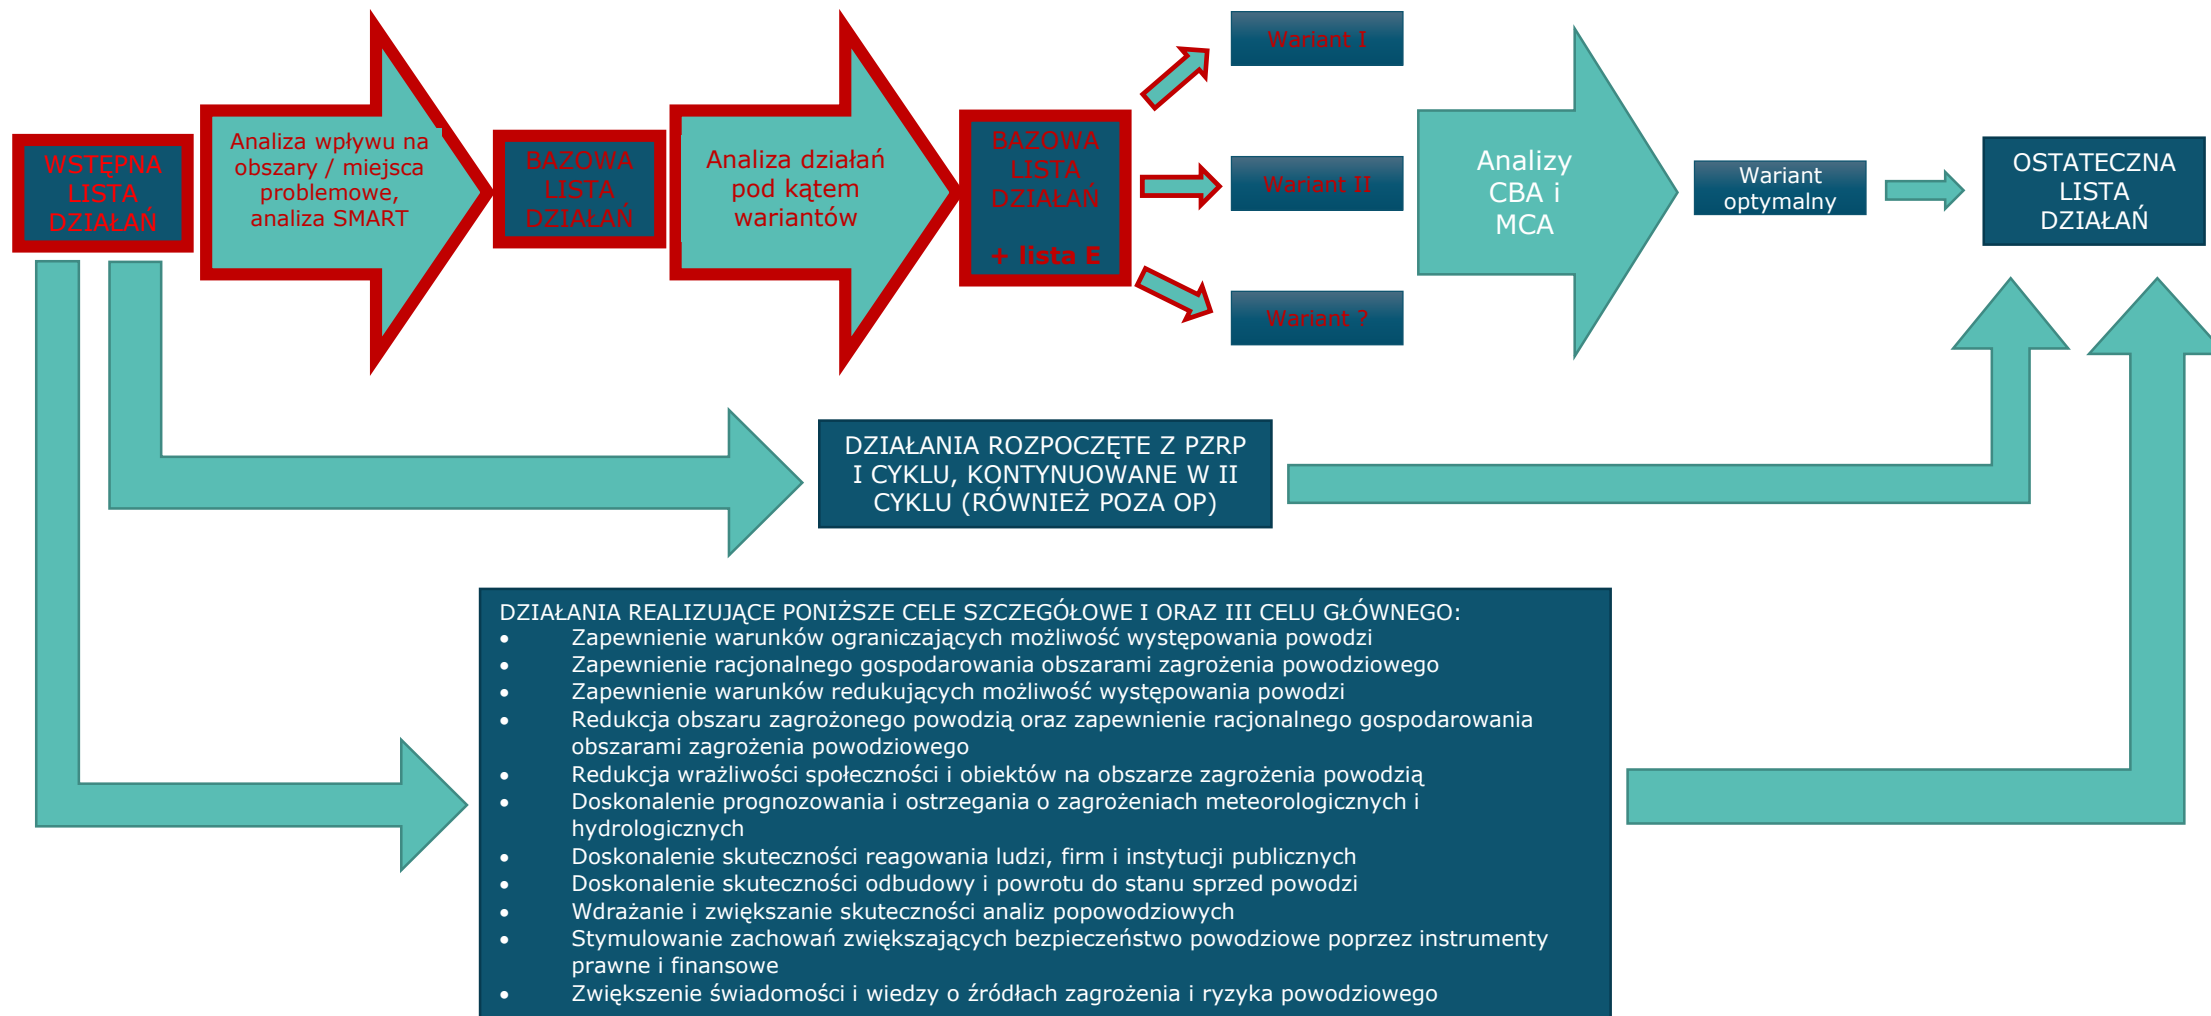 WSTĘPNA
LISTA
DZIAŁAŃ
Analiza wpływu na
obszary / miejsca
problemowe,
analiza SMART
BAZOWA
LISTA
DZIAŁAŃ
Analiza działań
pod kątem
wariantów
BAZOWA
LISTA
DZIAŁAŃ
+ lista E
Wariant I
Wariant II
Wariant ?
Analizy
CBA i
MCA
Wariant
optymalny
OSTATECZNA
LISTA
DZIAŁAŃ
DZIAŁANIA ROZPOCZĘTE Z PZRP
I CYKLU, KONTYNUOWANE W II
CYKLU (RÓWNIEŻ POZA OP)
DZIAŁANIA REALIZUJĄCE PONIŻSZE CELE SZCZEGÓŁOWE I ORAZ III CELU GŁÓWNEGO:
• Zapewnienie warunków ograniczających możliwość występowania powodzi
• Zapewnienie racjonalnego gospodarowania obszarami zagrożenia powodziowego
• Zapewnienie warunków redukujących możliwość występowania powodzi
• Redukcja obszaru zagrożonego powodzią oraz zapewnienie racjonalnego gospodarowania
obszarami zagrożenia powodziowego
• Redukcja wrażliwości społeczności i obiektów na obszarze zagrożenia powodzią
• Doskonalenie prognozowania i ostrzegania o zagrożeniach meteorologicznych i
hydrologicznych
• Doskonalenie skuteczności reagowania ludzi, firm i instytucji publicznych
• Doskonalenie skuteczności odbudowy i powrotu do stanu sprzed powodzi
• Wdrażanie i zwiększanie skuteczności analiz popowodziowych
• Stymulowanie zachowań zwiększających bezpieczeństwo powodziowe poprzez instrumenty
prawne i finansowe
• Zwiększenie świadomości i wiedzy o źródłach zagrożenia i ryzyka powodziowego